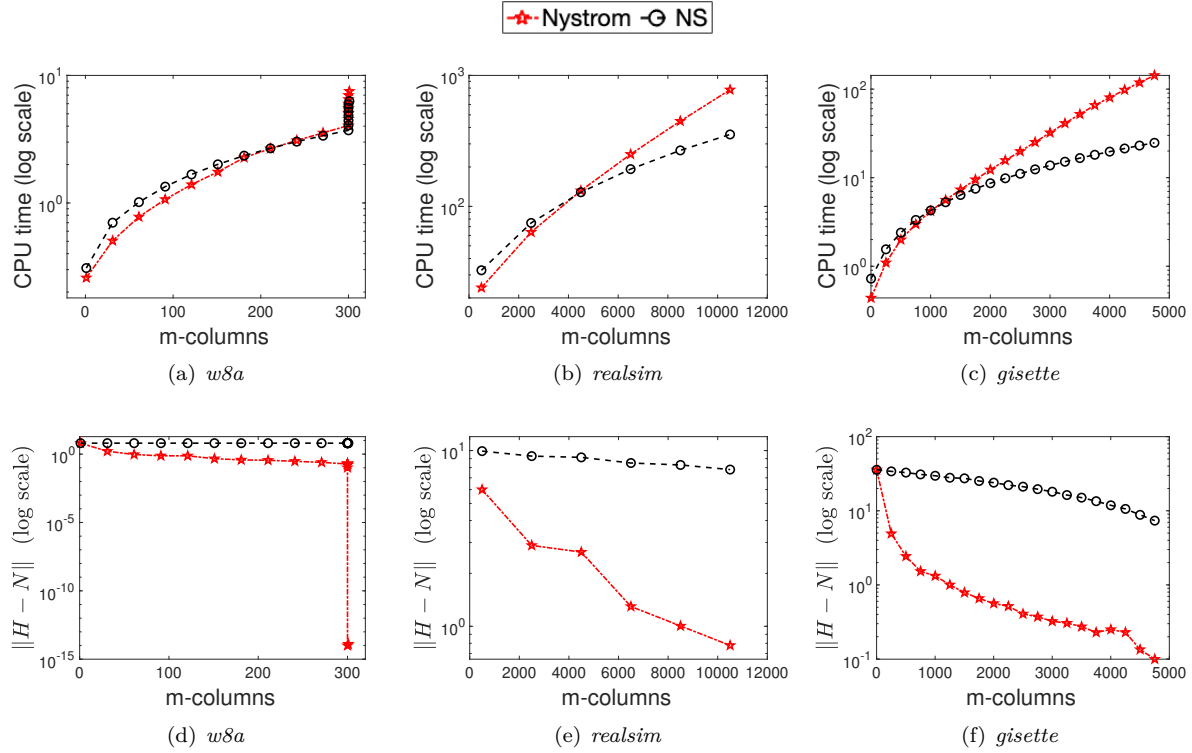 Nystrom NS
CPU time (log scale)
10^1
10^0
0 100 200 300
m-columns
(a) w8a
CPU time (log scale)
10^3
10^2
0 2000 4000 6000 8000 10000 12000
m-columns
(b) realsim
CPU time (log scale)
10^2
10^1
10^0
0 1000 2000 3000 4000 5000
m-columns
(c) gisette
||H − N|| (log scale)
10^0
10^-5
10^-10
10^-15
0 100 200 300
m-columns
(d) w8a
||H − N|| (log scale)
10^1
10^0
0 2000 4000 6000 8000 10000 12000
m-columns
(e) realsim
||H − N|| (log scale)
10^2
10^1
10^0
10^-1
0 1000 2000 3000 4000 5000
m-columns
(f) gisette